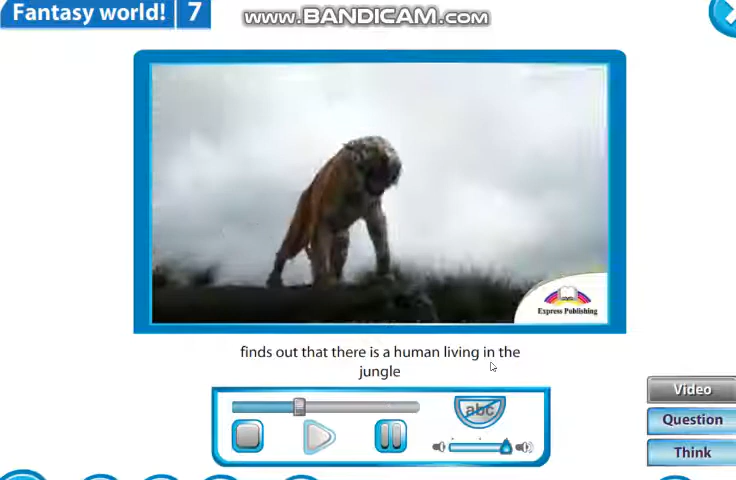 Fantasy world! 7
www.BANDICAM.com
Express Publishing
finds out that there is a human living in the
jungle
abc
Video
Question
Think